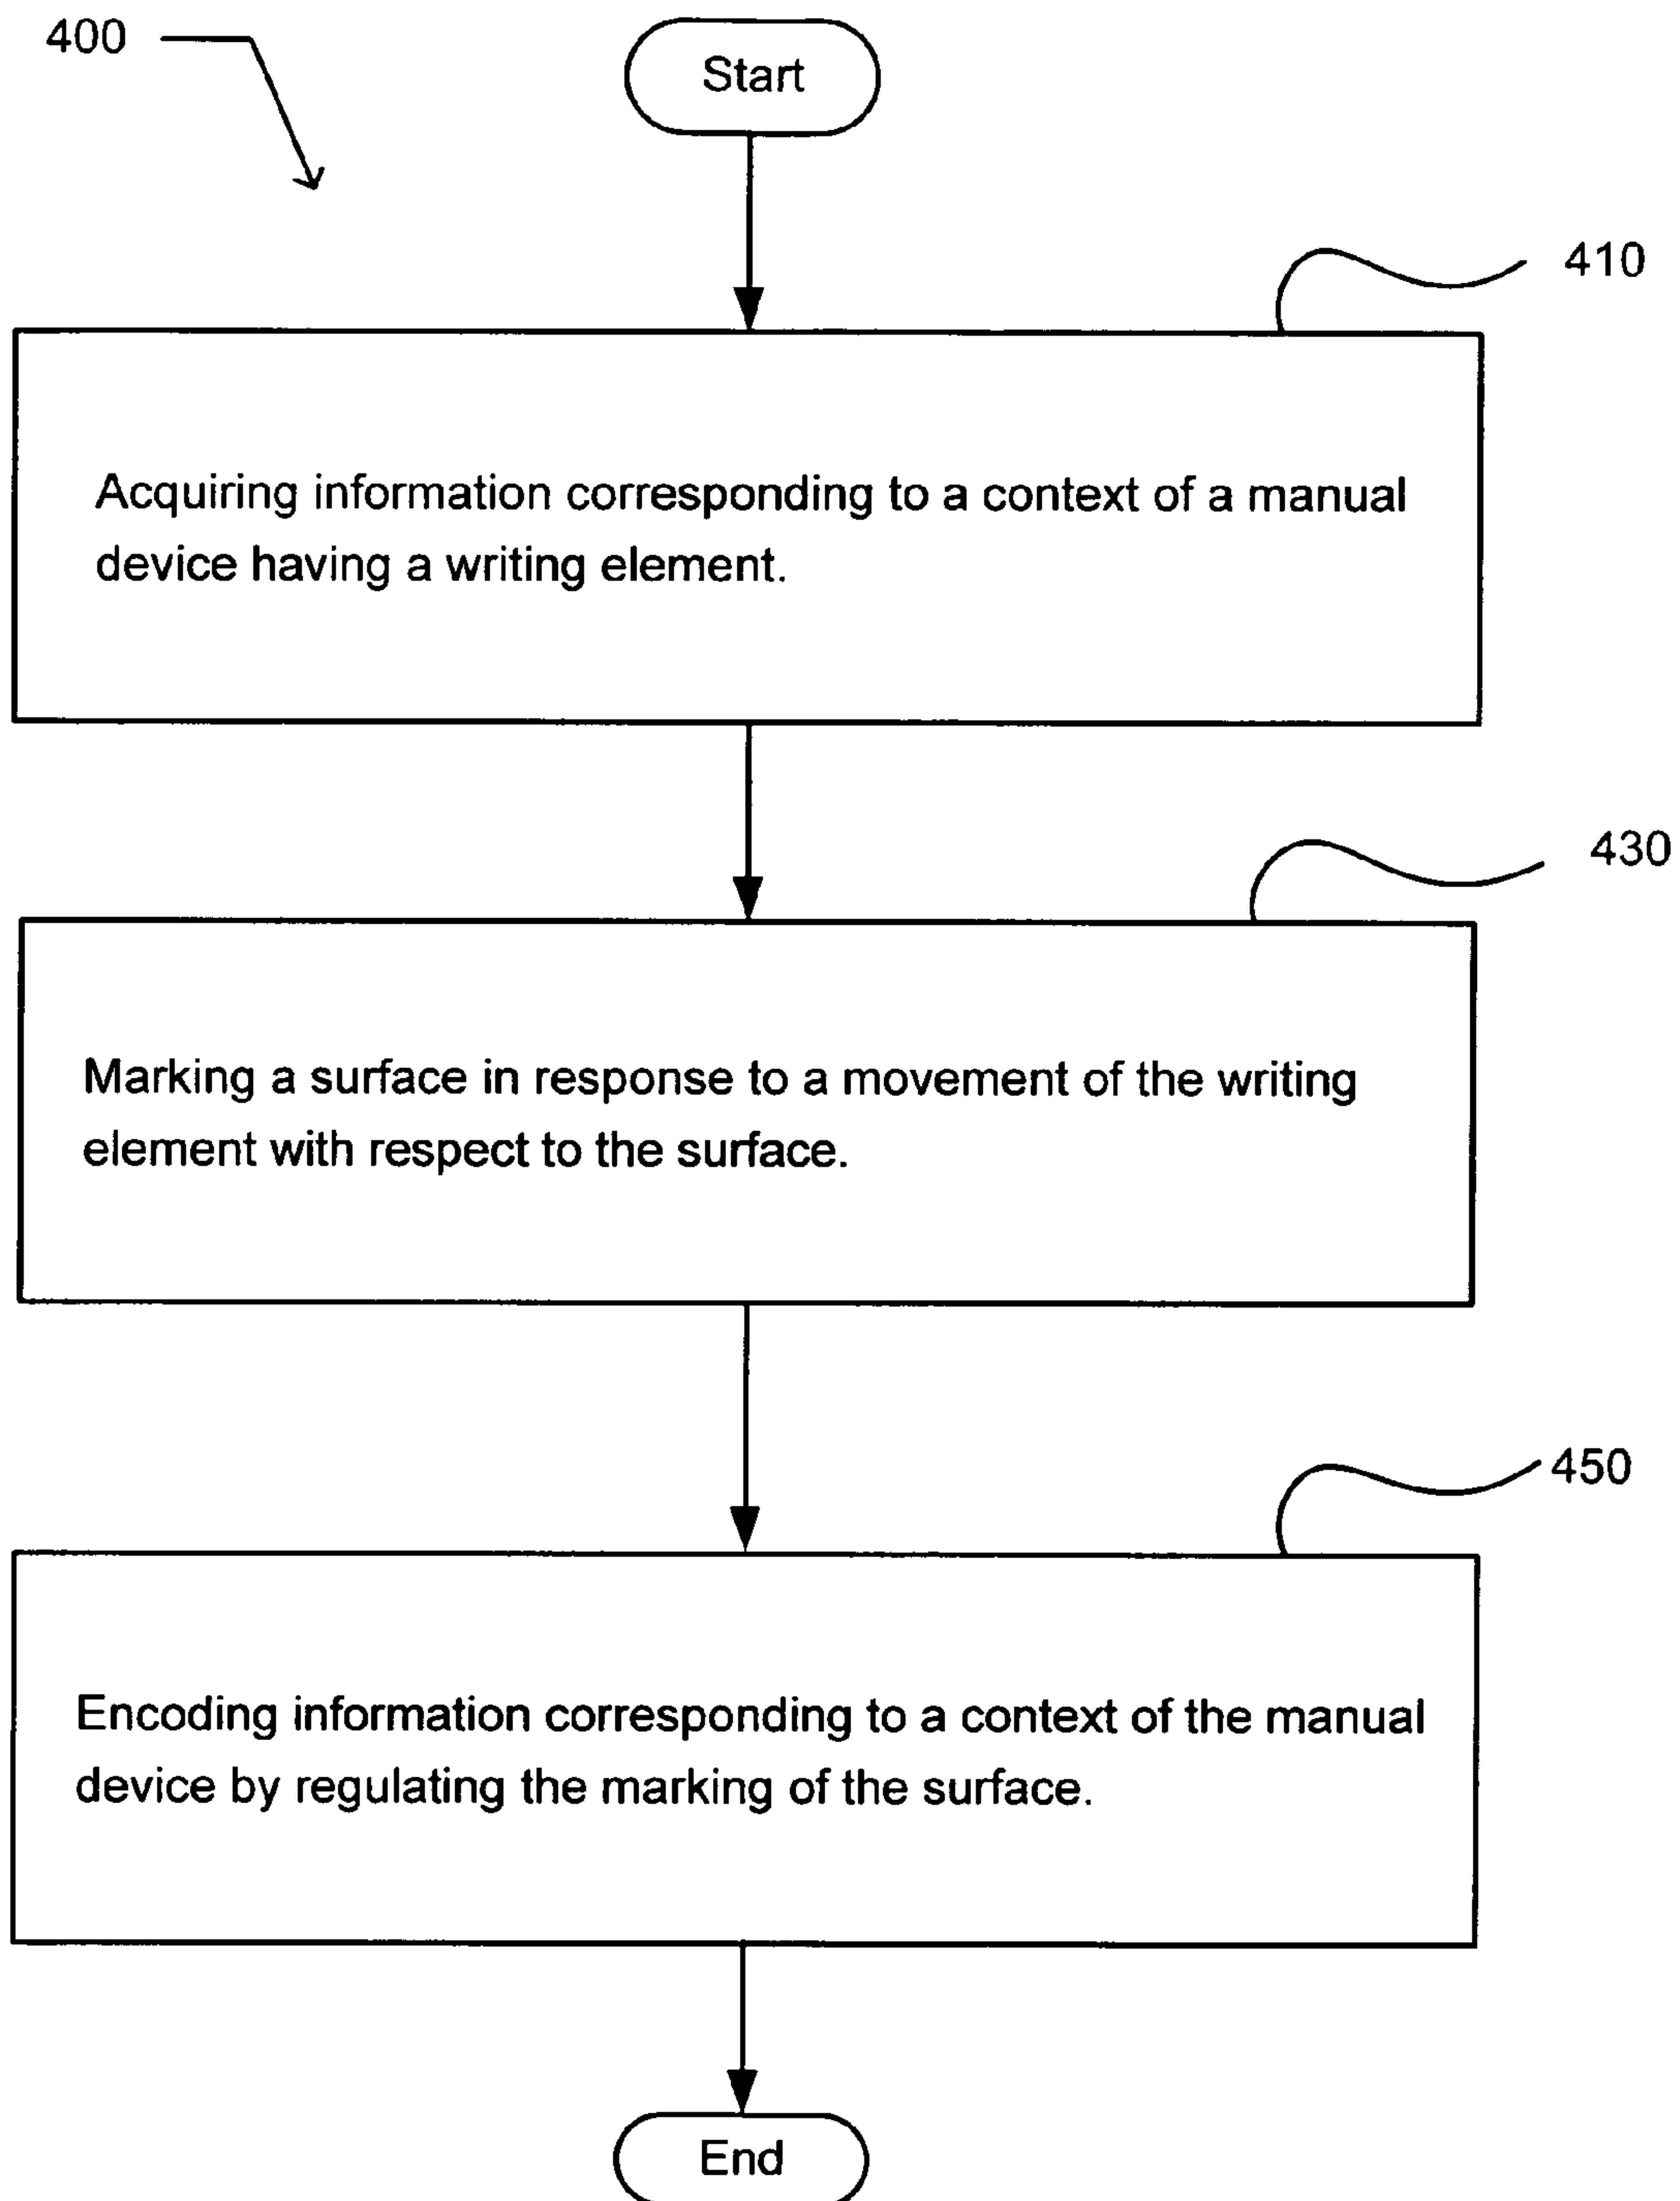 400
Start
410
Acquiring information corresponding to a context of a manual
device having a writing element.
430
Marking a surface in response to a movement of the writing
element with respect to the surface.
450
Encoding information corresponding to a context of the manual
device by regulating the marking of the surface.
End